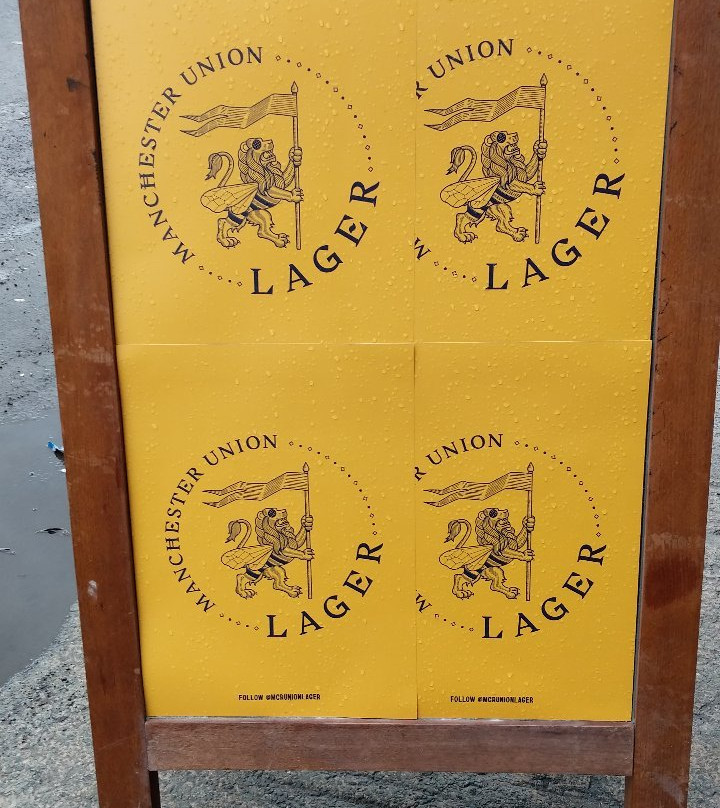 MANCHESTER UNION
LAGER
R UNION
M
LAGER
MANCHESTER UNION
LAGER
FOLLOW @MCRUNIONLAGER
R UNION
M
LAGER
FOLLOW @MCRUNIONLAGER